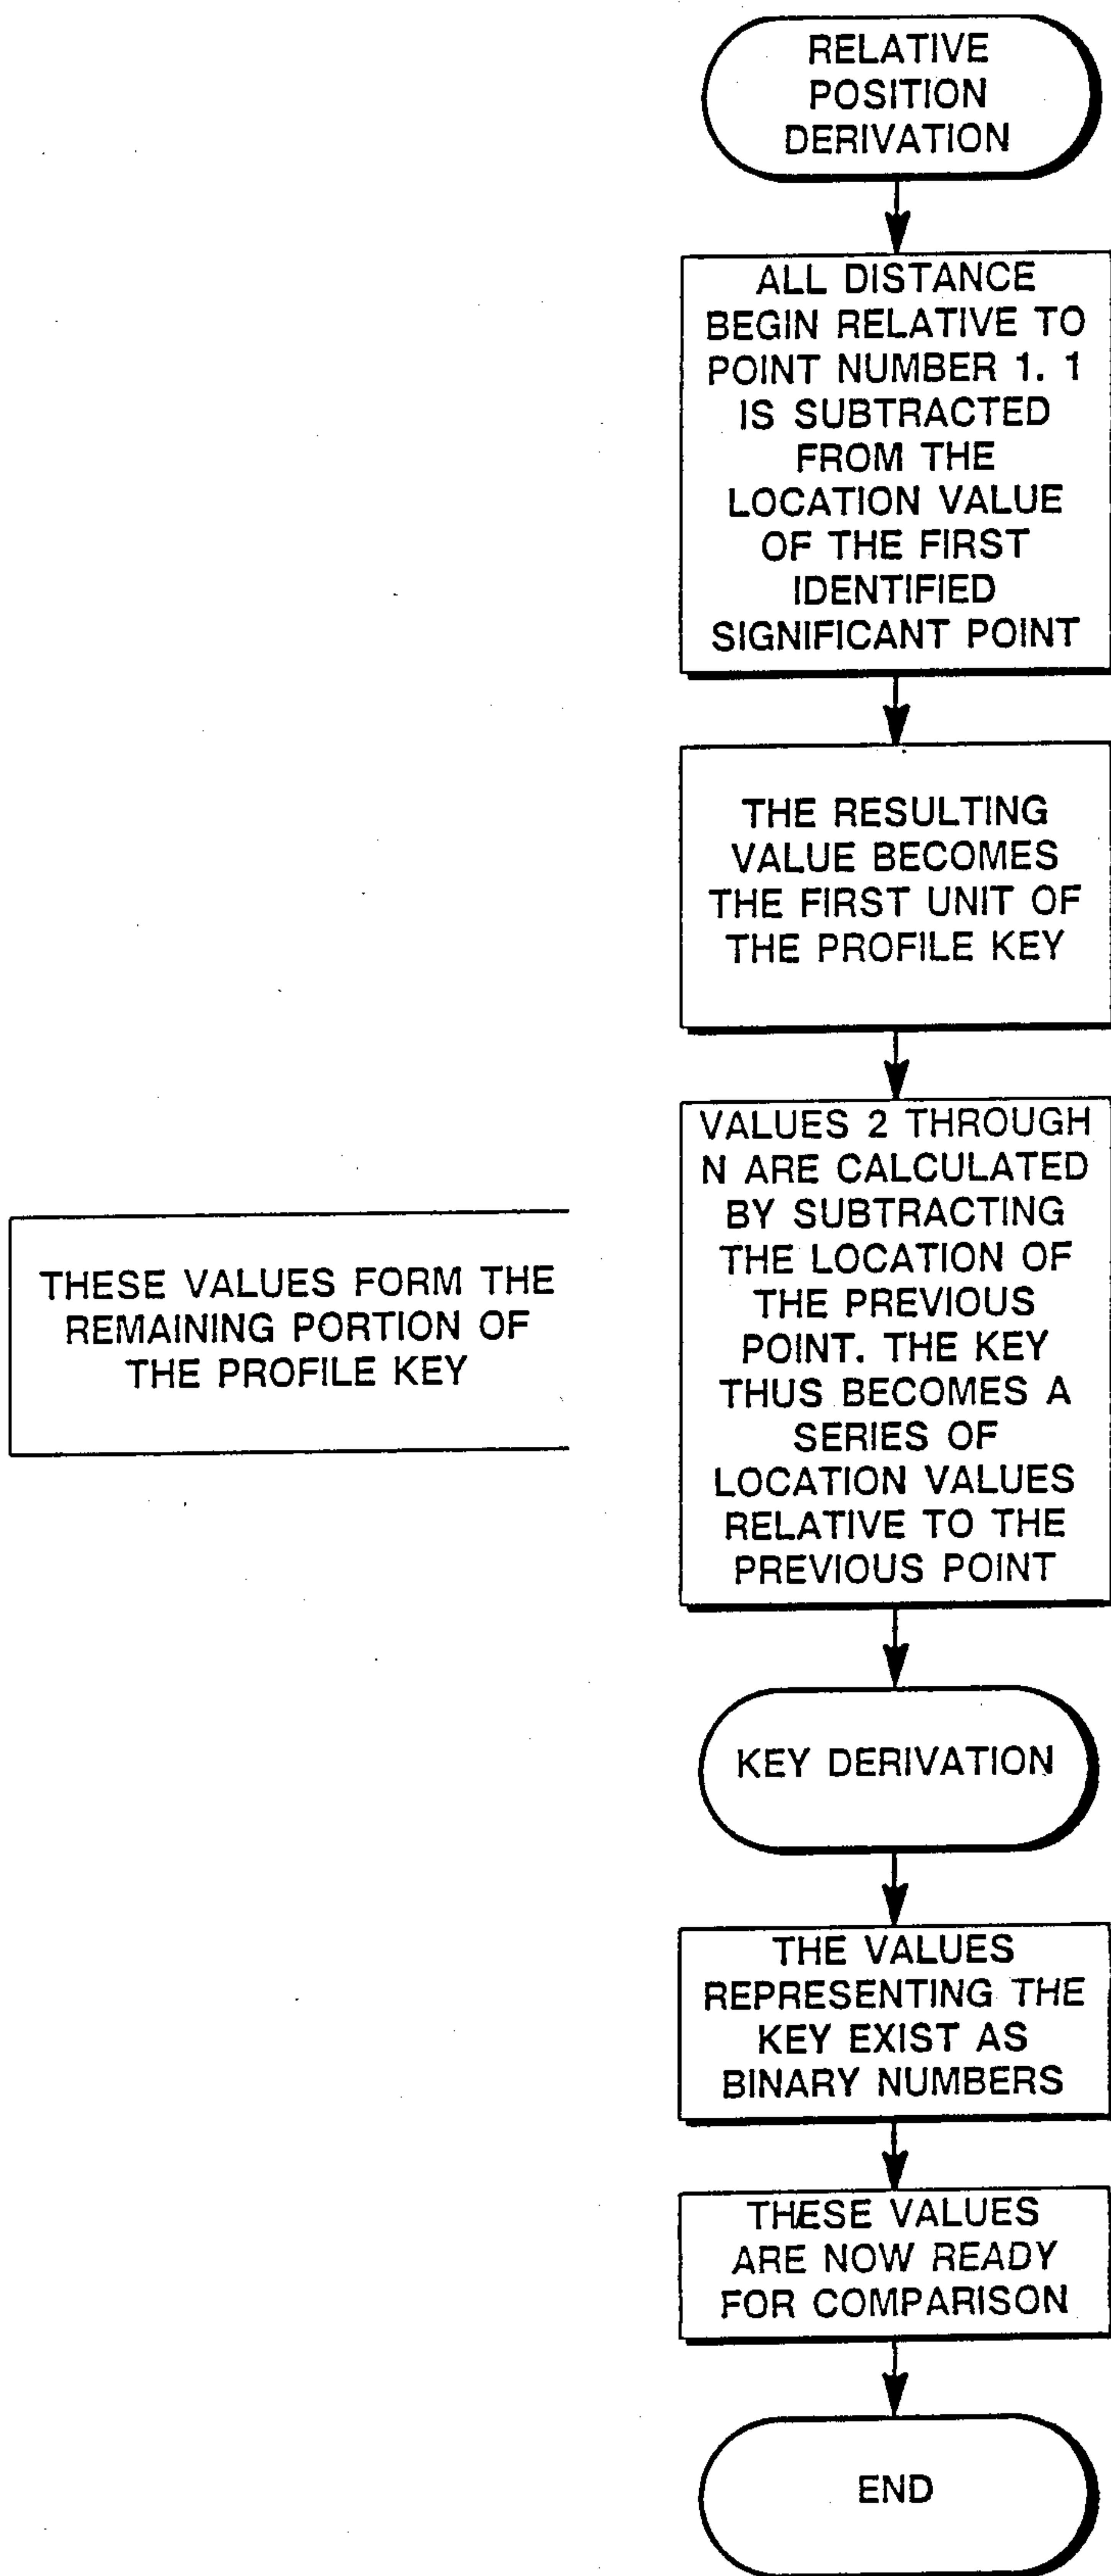 RELATIVE
POSITION
DERIVATION
ALL DISTANCE
BEGIN RELATIVE TO
POINT NUMBER 1. 1
IS SUBTRACTED
FROM THE
LOCATION VALUE
OF THE FIRST
IDENTIFIED
SIGNIFICANT POINT
THE RESULTING
VALUE BECOMES
THE FIRST UNIT OF
THE PROFILE KEY
VALUES 2 THROUGH
N ARE CALCULATED
BY SUBTRACTING
THE LOCATION OF
THE PREVIOUS
POINT. THE KEY
THUS BECOMES A
SERIES OF
LOCATION VALUES
RELATIVE TO THE
PREVIOUS POINT
THESE VALUES FORM THE
REMAINING PORTION OF
THE PROFILE KEY
KEY DERIVATION
THE VALUES
REPRESENTING THE
KEY EXIST AS
BINARY NUMBERS
THESE VALUES
ARE NOW READY
FOR COMPARISON
END